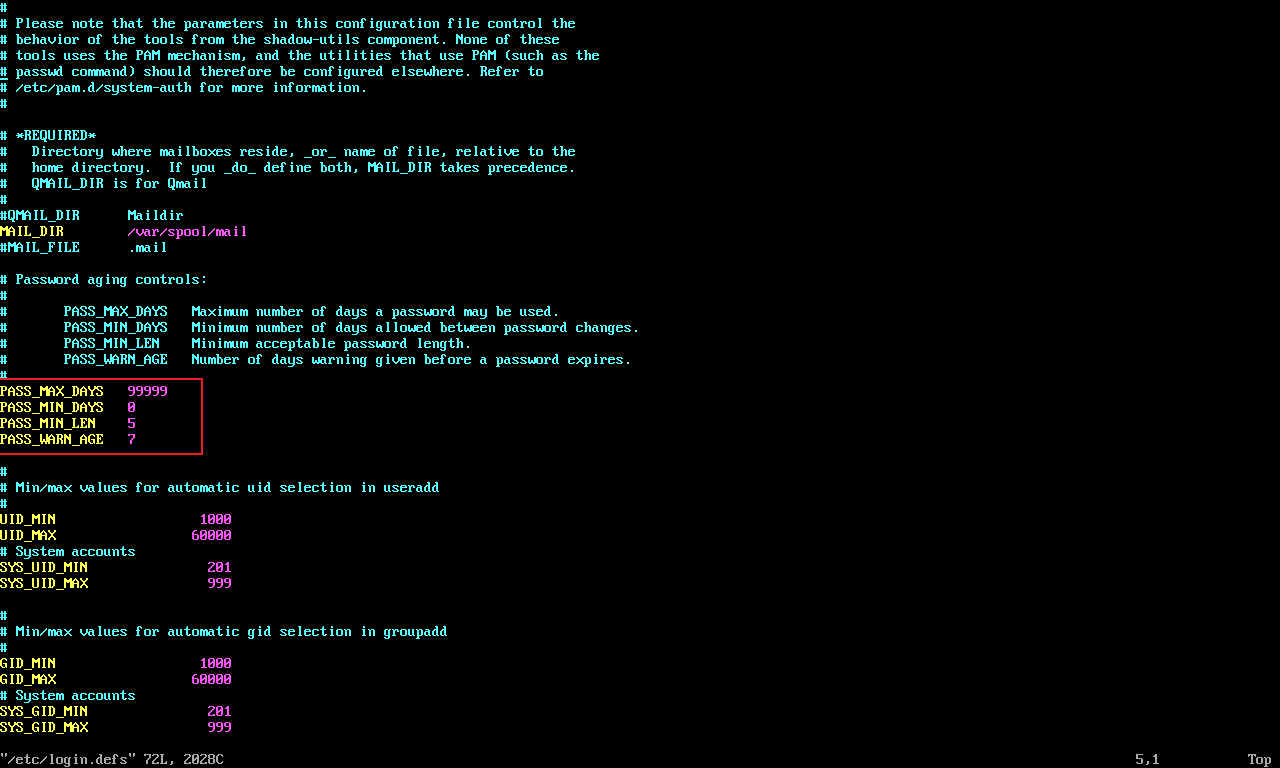 #
# Please note that the parameters in this configuration file control the
# behavior of the tools from the shadow-utils component. None of these
# tools uses the PAM mechanism, and the utilities that use PAM (such as the
# passwd command) should therefore be configured elsewhere. Refer to
# /etc/pam.d/system-auth for more information.
#
# *REQUIRED*
#   Directory where mailboxes reside, _or_ name of file, relative to the
#   home directory.  If you _do_ define both, MAIL_DIR takes precedence.
#   QMAIL_DIR is for Qmail
#
#QMAIL_DIR      Maildir
MAIL_DIR        /var/spool/mail
#MAIL_FILE      .mail
# Password aging controls:
#
#       PASS_MAX_DAYS   Maximum number of days a password may be used.
#       PASS_MIN_DAYS   Minimum number of days allowed between password changes.
#       PASS_MIN_LEN    Minimum acceptable password length.
#       PASS_WARN_AGE   Number of days warning given before a password expires.
#
PASS_MAX_DAYS   99999
PASS_MIN_DAYS   0
PASS_MIN_LEN    5
PASS_WARN_AGE   7
#
# Min/max values for automatic uid selection in useradd
#
UID_MIN                  1000
UID_MAX                 60000
# System accounts
SYS_UID_MIN               201
SYS_UID_MAX               999
#
# Min/max values for automatic gid selection in groupadd
#
GID_MIN                  1000
GID_MAX                 60000
# System accounts
SYS_GID_MIN               201
SYS_GID_MAX               999
"/etc/login.defs" 72L, 2028C 5,1 Top